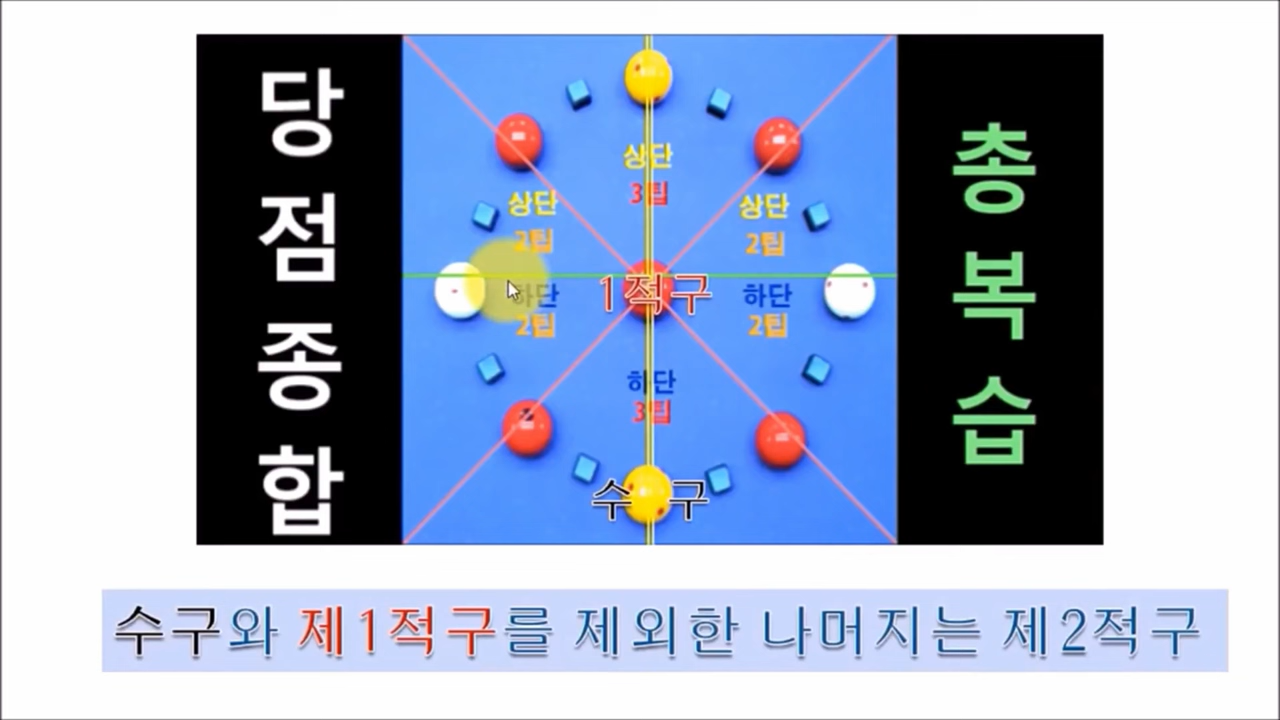 당점종합
총복습
상단
3팁
상단
2팁
상단
2팁
1적구
하단
2팁
하단
2팁
하단
3팁
수구
수구와 제1적구를 제외한 나머지는 제2적구